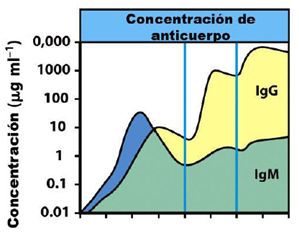 Concentración de
anticuerpo
Concentración (μg ml⁻¹)
0,000
1000
100
10
1
0.1
0.01
IgG
IgM